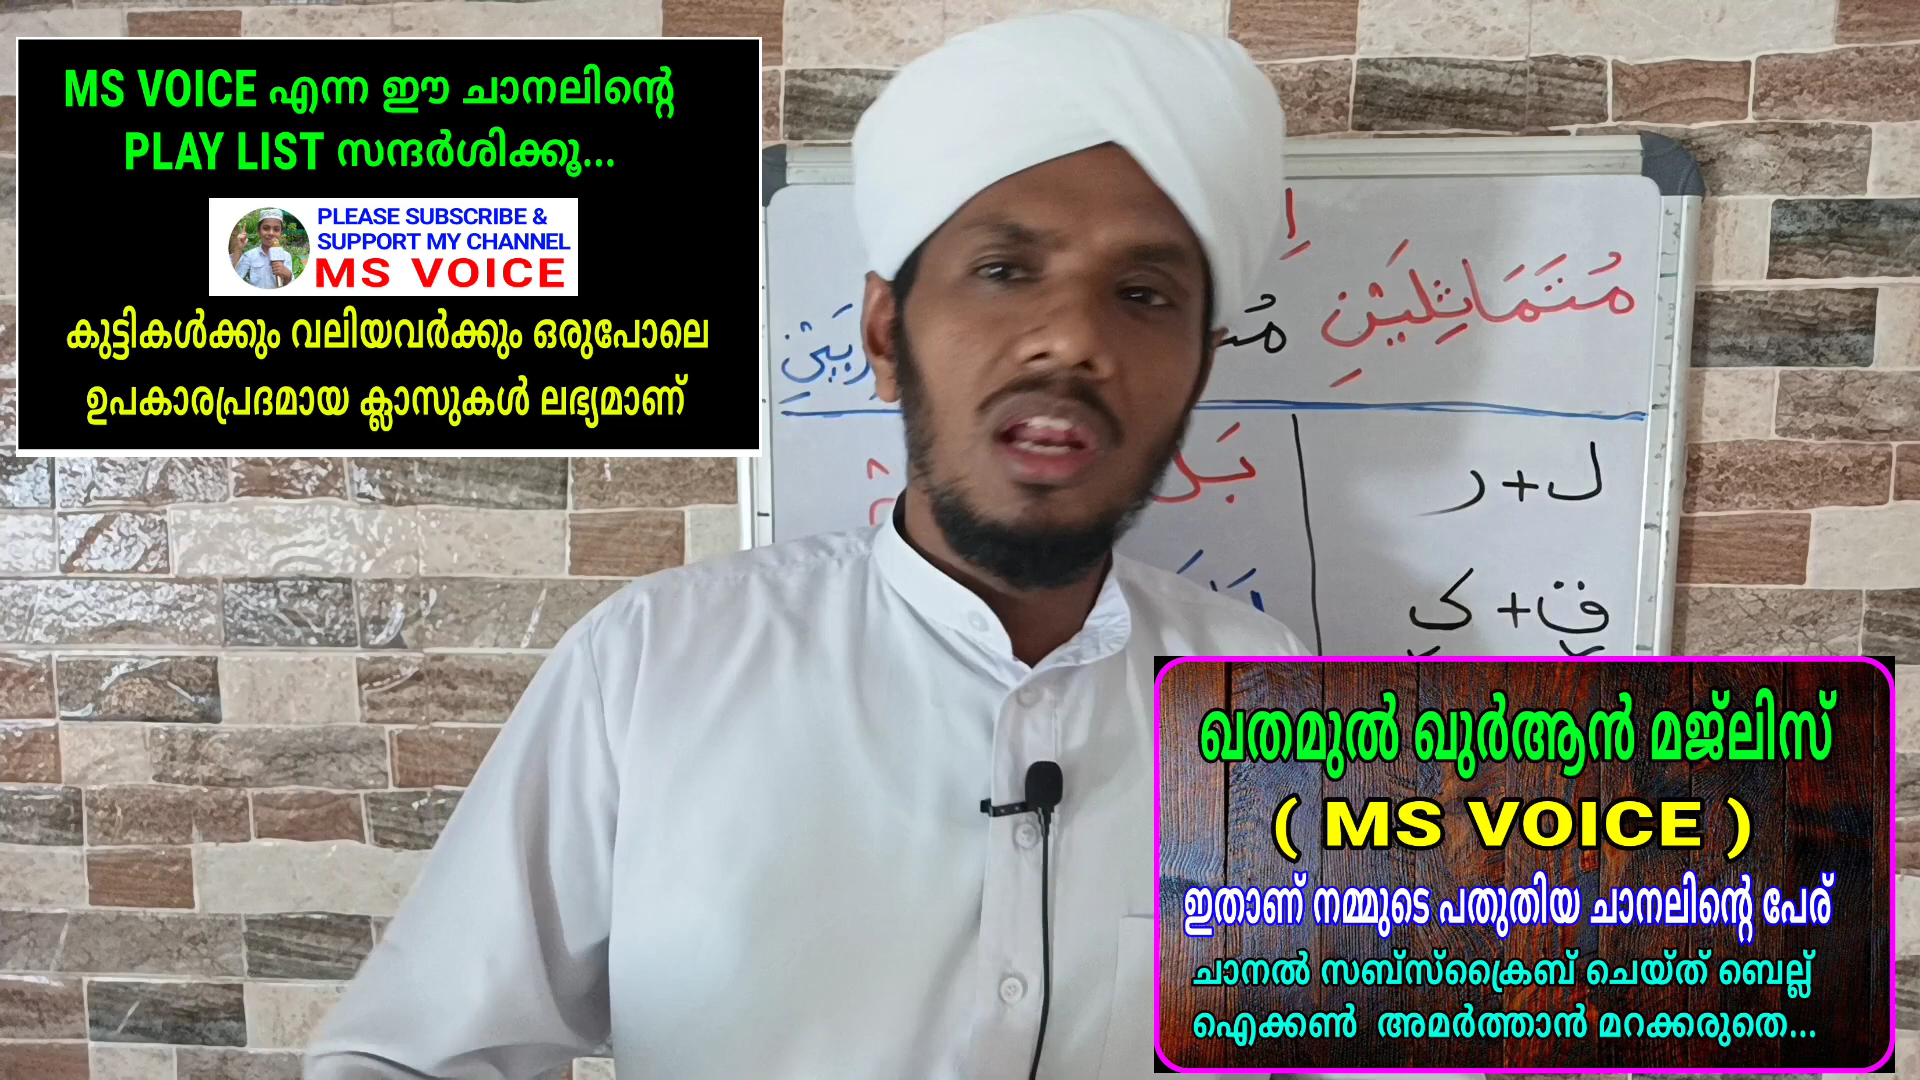 MS VOICE എന്ന ഈ ചാനലിന്റെ
PLAY LIST സന്ദർശിക്കൂ...
PLEASE SUBSCRIBE &
SUPPORT MY CHANNEL
MS VOICE
കുട്ടികൾക്കും വലിയവർക്കും ഒരുപോലെ
ഉപകാരപ്രദമായ ക്ലാസുകൾ ലഭ്യമാണ്
مُتَمَاثِلَيْنِ
ل + ر
ق + ك
ഖതമുൽ ഖുർആൻ മജ്ലിസ്
( MS VOICE )
ഇതാണ് നമ്മുടെ പതുതിയ ചാനലിന്റെ പേര്
ചാനൽ സബ്സ്ക്രൈബ് ചെയ്ത് ബെല്ല്
ഐക്കൺ അമർത്താൻ മറക്കരുതെ...